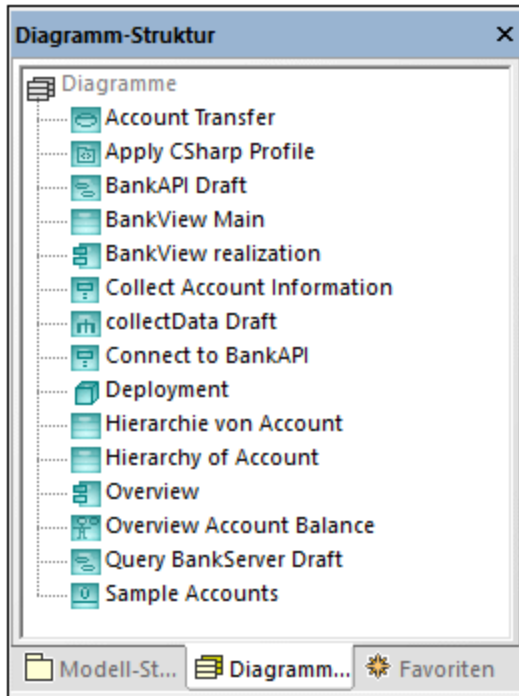 Diagramm-Struktur
Diagramme
Account Transfer
Apply CSharp Profile
BankAPI Draft
BankView Main
BankView realization
Collect Account Information
collectData Draft
Connect to BankAPI
Deployment
Hierarchie von Account
Hierarchy of Account
Overview
Overview Account Balance
Query BankServer Draft
Sample Accounts
Modell-St... Diagramm... Favoriten